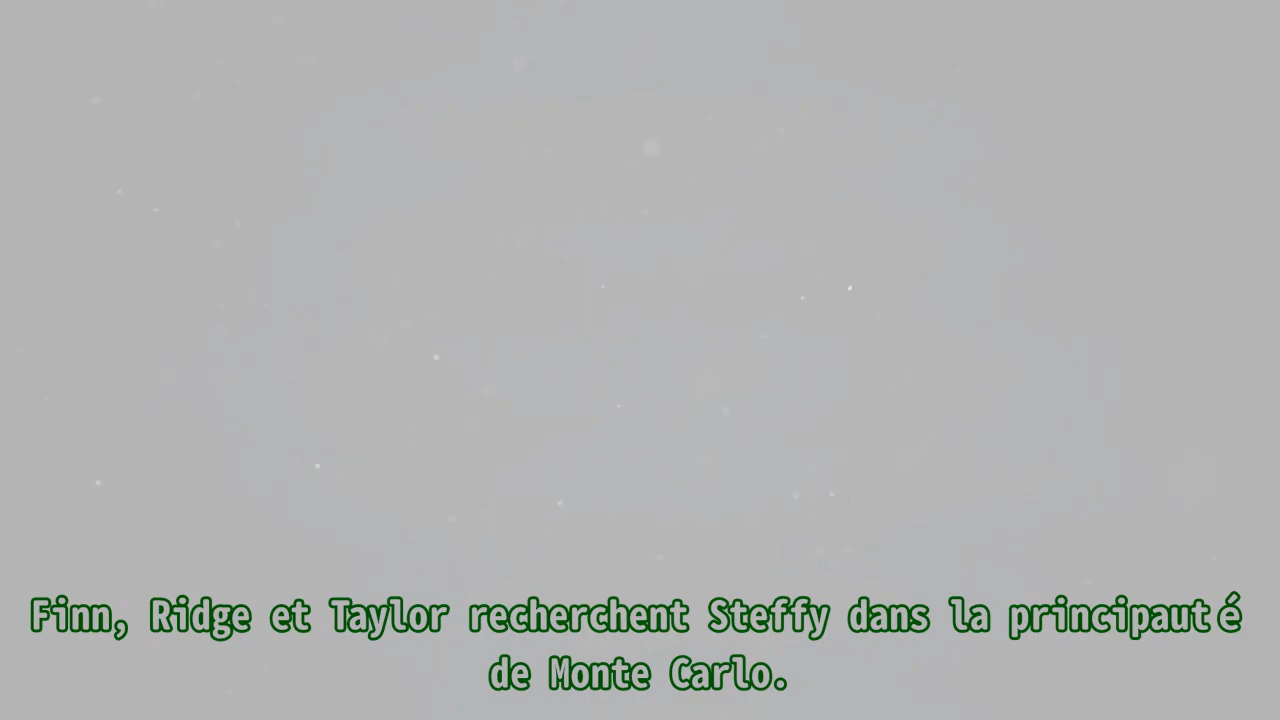 Finn, Ridge et Taylor recherchent Steffy dans la principauté
de Monte Carlo.